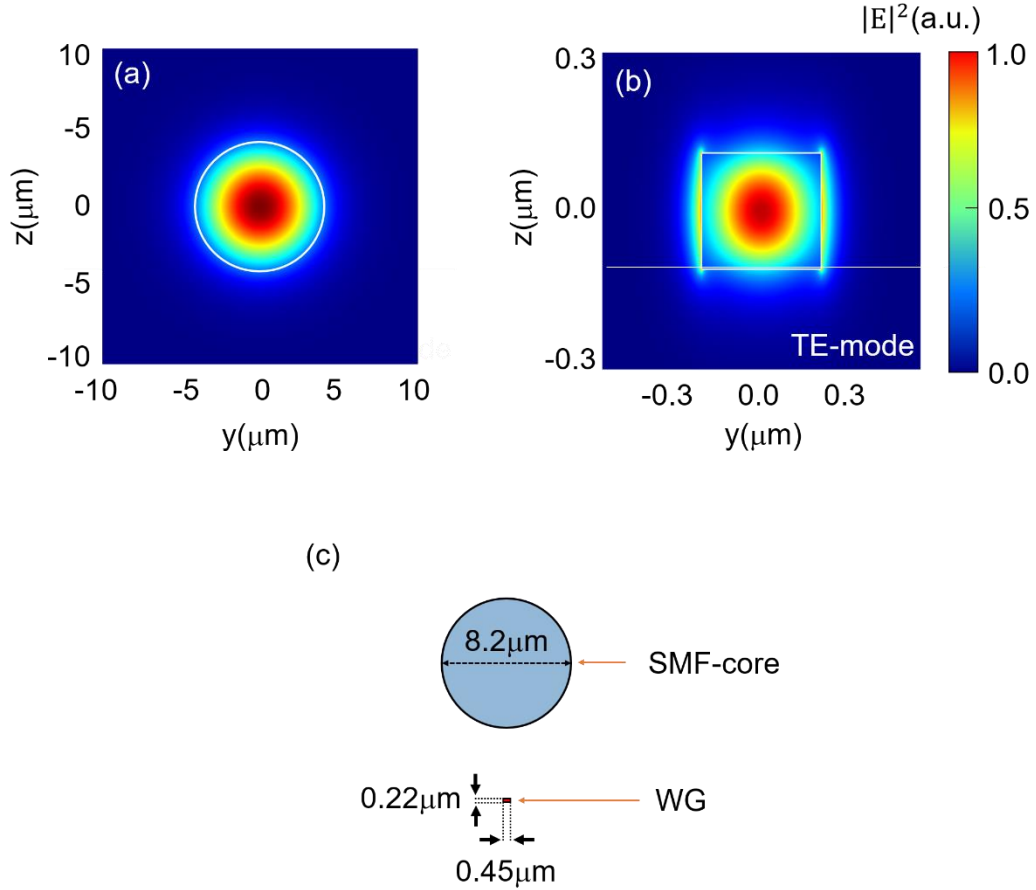 |E|²(a.u.)
(a)
10
-5
0
-5
-10
z(μm)
-10 -5 0 5 10
y(μm)
(b)
0.3
0.0
-0.3
z(μm)
TE-mode
-0.3 0.0 0.3
y(μm)
1.0
0.5
0.0
(c)
8.2μm
SMF-core
0.22μm
WG
0.45μm